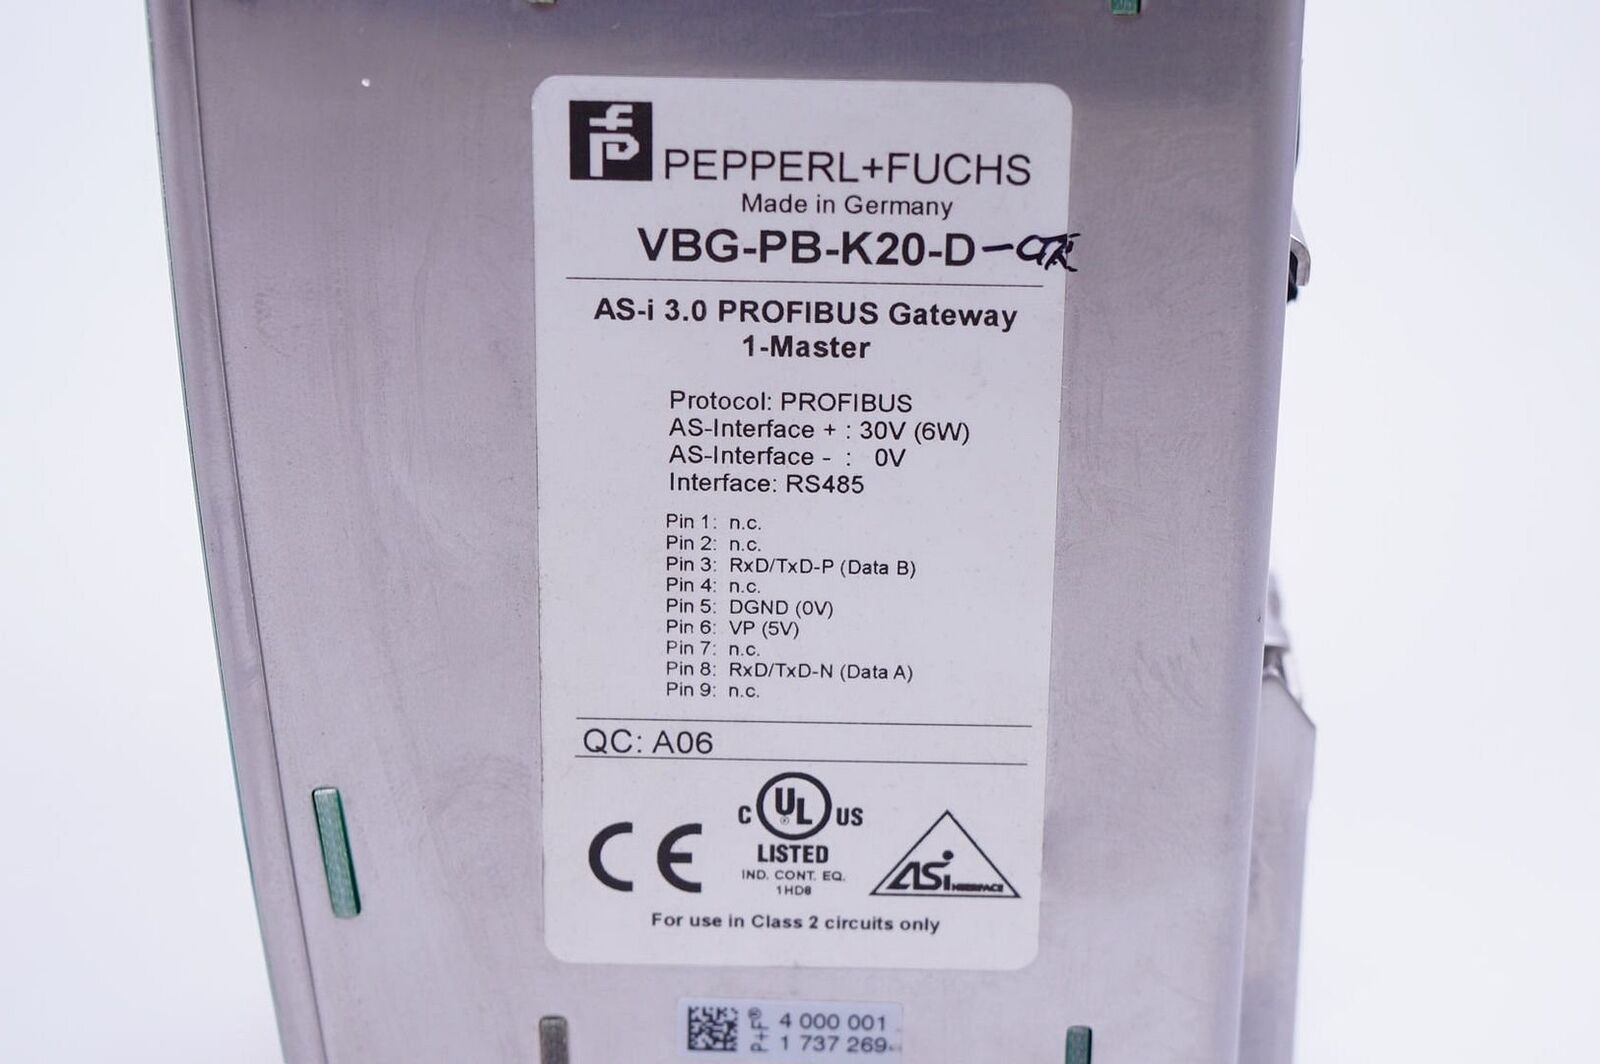 PEPPERL+FUCHS
Made in Germany
VBG-PB-K20-D
AS-i 3.0 PROFIBUS Gateway
1-Master
Protocol: PROFIBUS
AS-Interface + : 30V (6W)
AS-Interface - : 0V
Interface: RS485
Pin 1: n.c.
Pin 2: n.c.
Pin 3: RxD/TxD-P (Data B)
Pin 4: n.c.
Pin 5: DGND (0V)
Pin 6: VP (5V)
Pin 7: n.c.
Pin 8: RxD/TxD-N (Data A)
Pin 9: n.c.
QC: A06
CE
C UL ® US
LISTED
IND. CONT. EQ.
1HD8
ASi INTERFACE
For use in Class 2 circuits only
P+F® 4 000 001
1 737 269